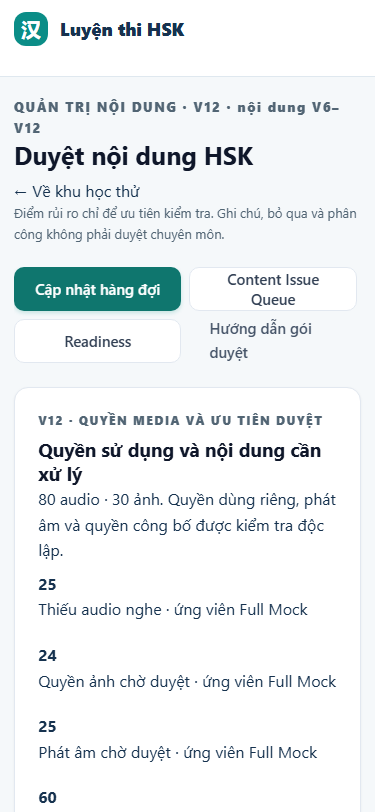 汉 Luyện thi HSK
QUẢN TRỊ NỘI DUNG · V12 · nội dung V6–
V12
Duyệt nội dung HSK
← Về khu học thử
Điểm rủi ro chỉ để ưu tiên kiểm tra. Ghi chú, bỏ qua và phân
công không phải duyệt chuyên môn.
Cập nhật hàng đợi
Content Issue
Queue
Readiness
Hướng dẫn gói
duyệt
V12 · QUYỀN MEDIA VÀ ƯU TIÊN DUYỆT
Quyền sử dụng và nội dung cần
xử lý
80 audio · 30 ảnh. Quyền dùng riêng, phát
âm và quyền công bố được kiểm tra độc
lập.
25
Thiếu audio nghe · ứng viên Full Mock
24
Quyền ảnh chờ duyệt · ứng viên Full Mock
25
Phát âm chờ duyệt · ứng viên Full Mock
60